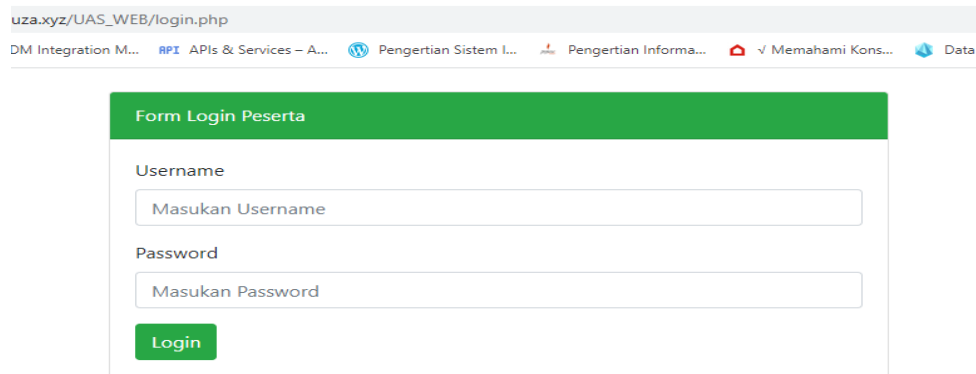 uza.xyz/UAS_WEB/login.php
DM Integration M... API APIs & Services – A... Pengertian Sistem I... Pengertian Informa... √ Memahami Kons... Data
Form Login Peserta
Username
Masukan Username
Password
Masukan Password
Login